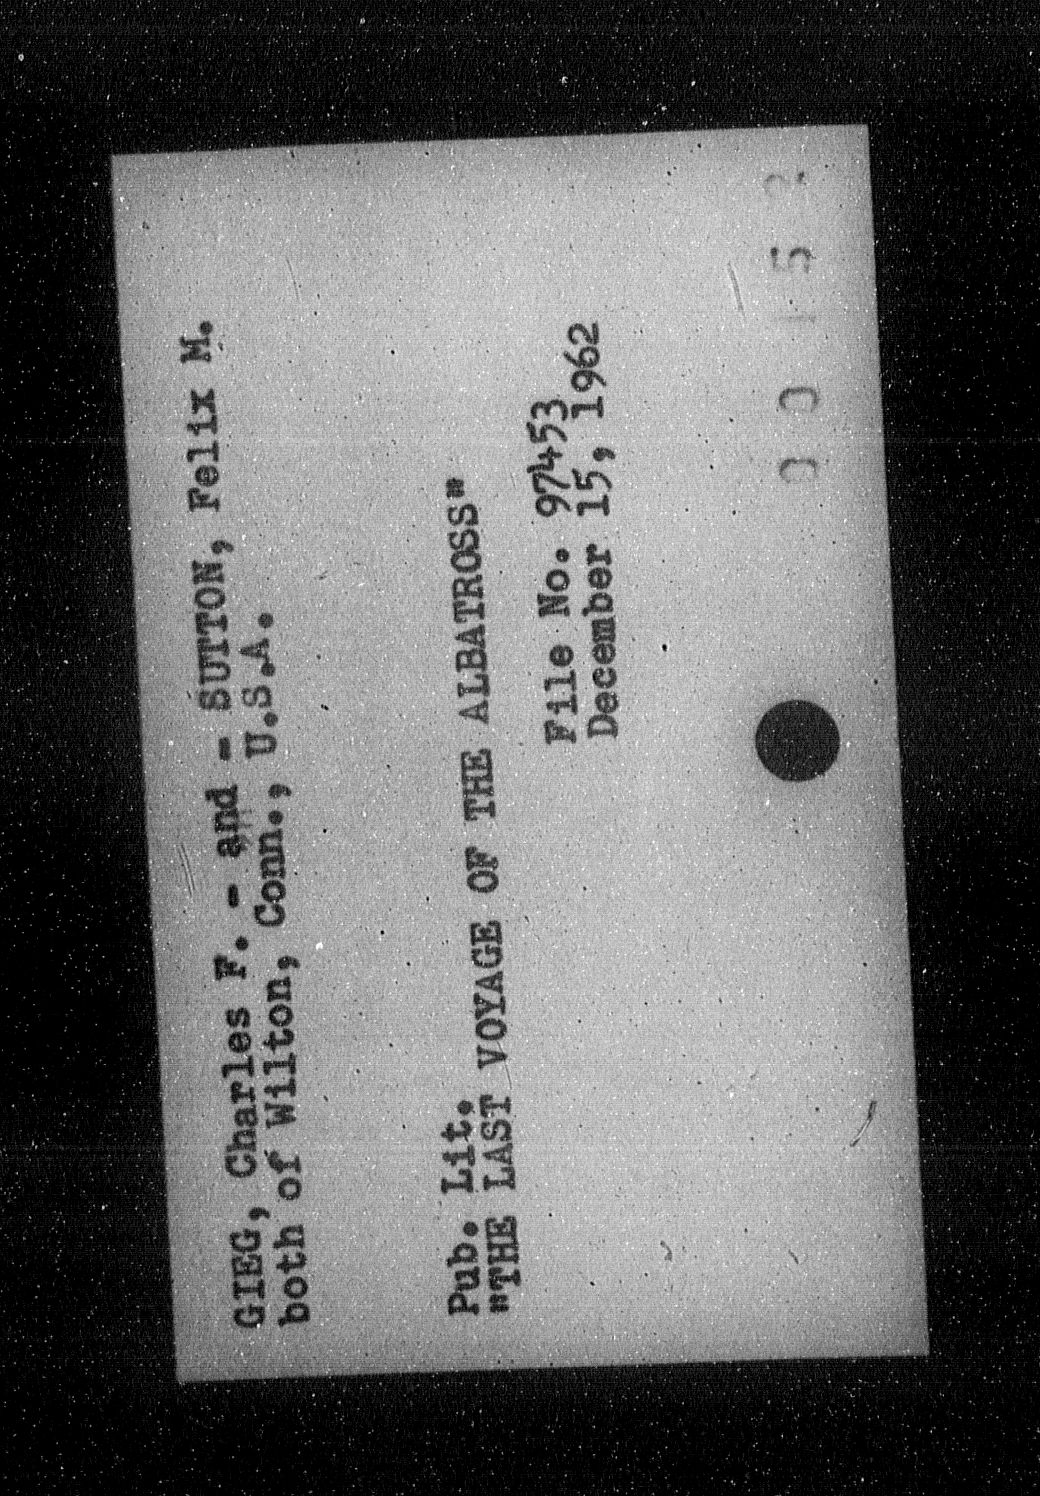 GIEG, Charles F. - and - SUTTON, Felix M.
both of Wilton, Conn., U.S.A.
Pub. Lit.
"THE LAST VOYAGE OF THE ALBATROSS"
File No. 97453
December 15, 1962
00152